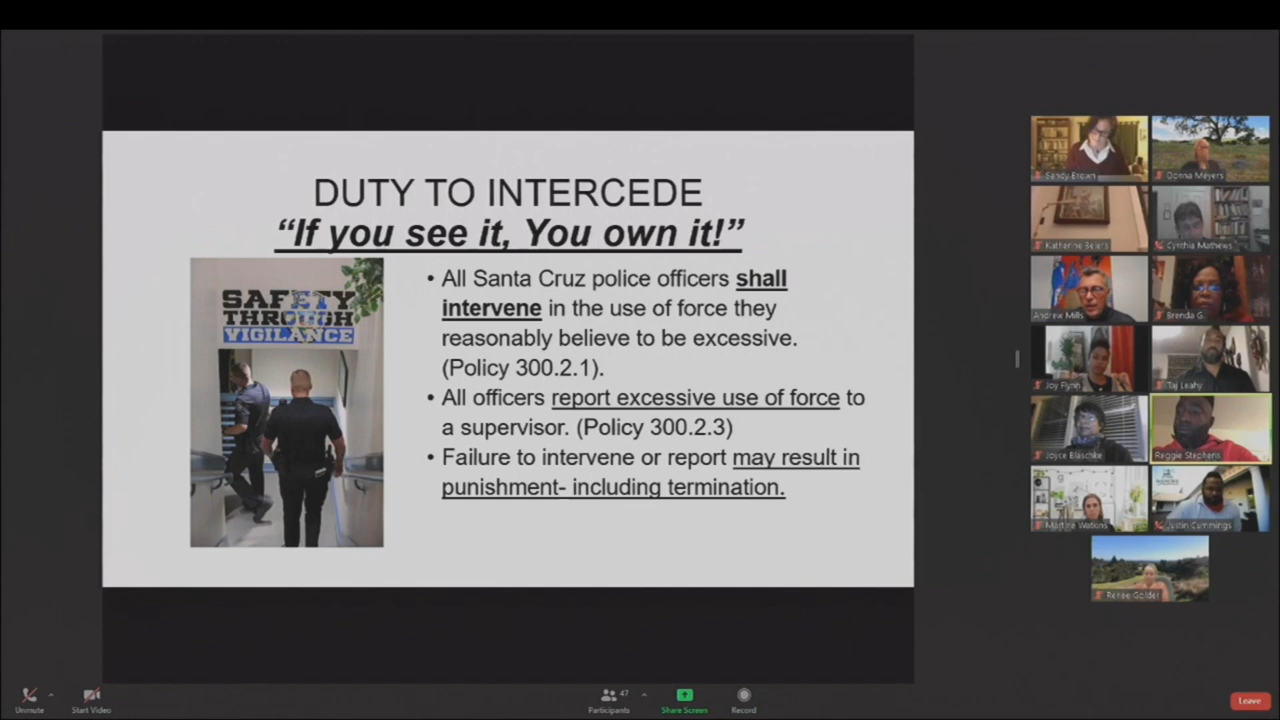 DUTY TO INTERCEDE
“If you see it, You own it!”
SAFETY
THROUGH
VIGILANCE
• All Santa Cruz police officers shall
intervene in the use of force they
reasonably believe to be excessive.
(Policy 300.2.1).
• All officers report excessive use of force to
a supervisor. (Policy 300.2.3)
• Failure to intervene or report may result in
punishment- including termination.
Sandy Brown
Donna Meyers
Katherine Beiers
Cynthia Mathews
Andrew Mills
Brenda G.
Joy Flynn
Taj Leahy
Joyce Blaschke
Reggie Stephens
Martine Watkins
Justin Cummings
Renee Golder
Unmute
Start Video
47
Participants
Share Screen
Record
Leave